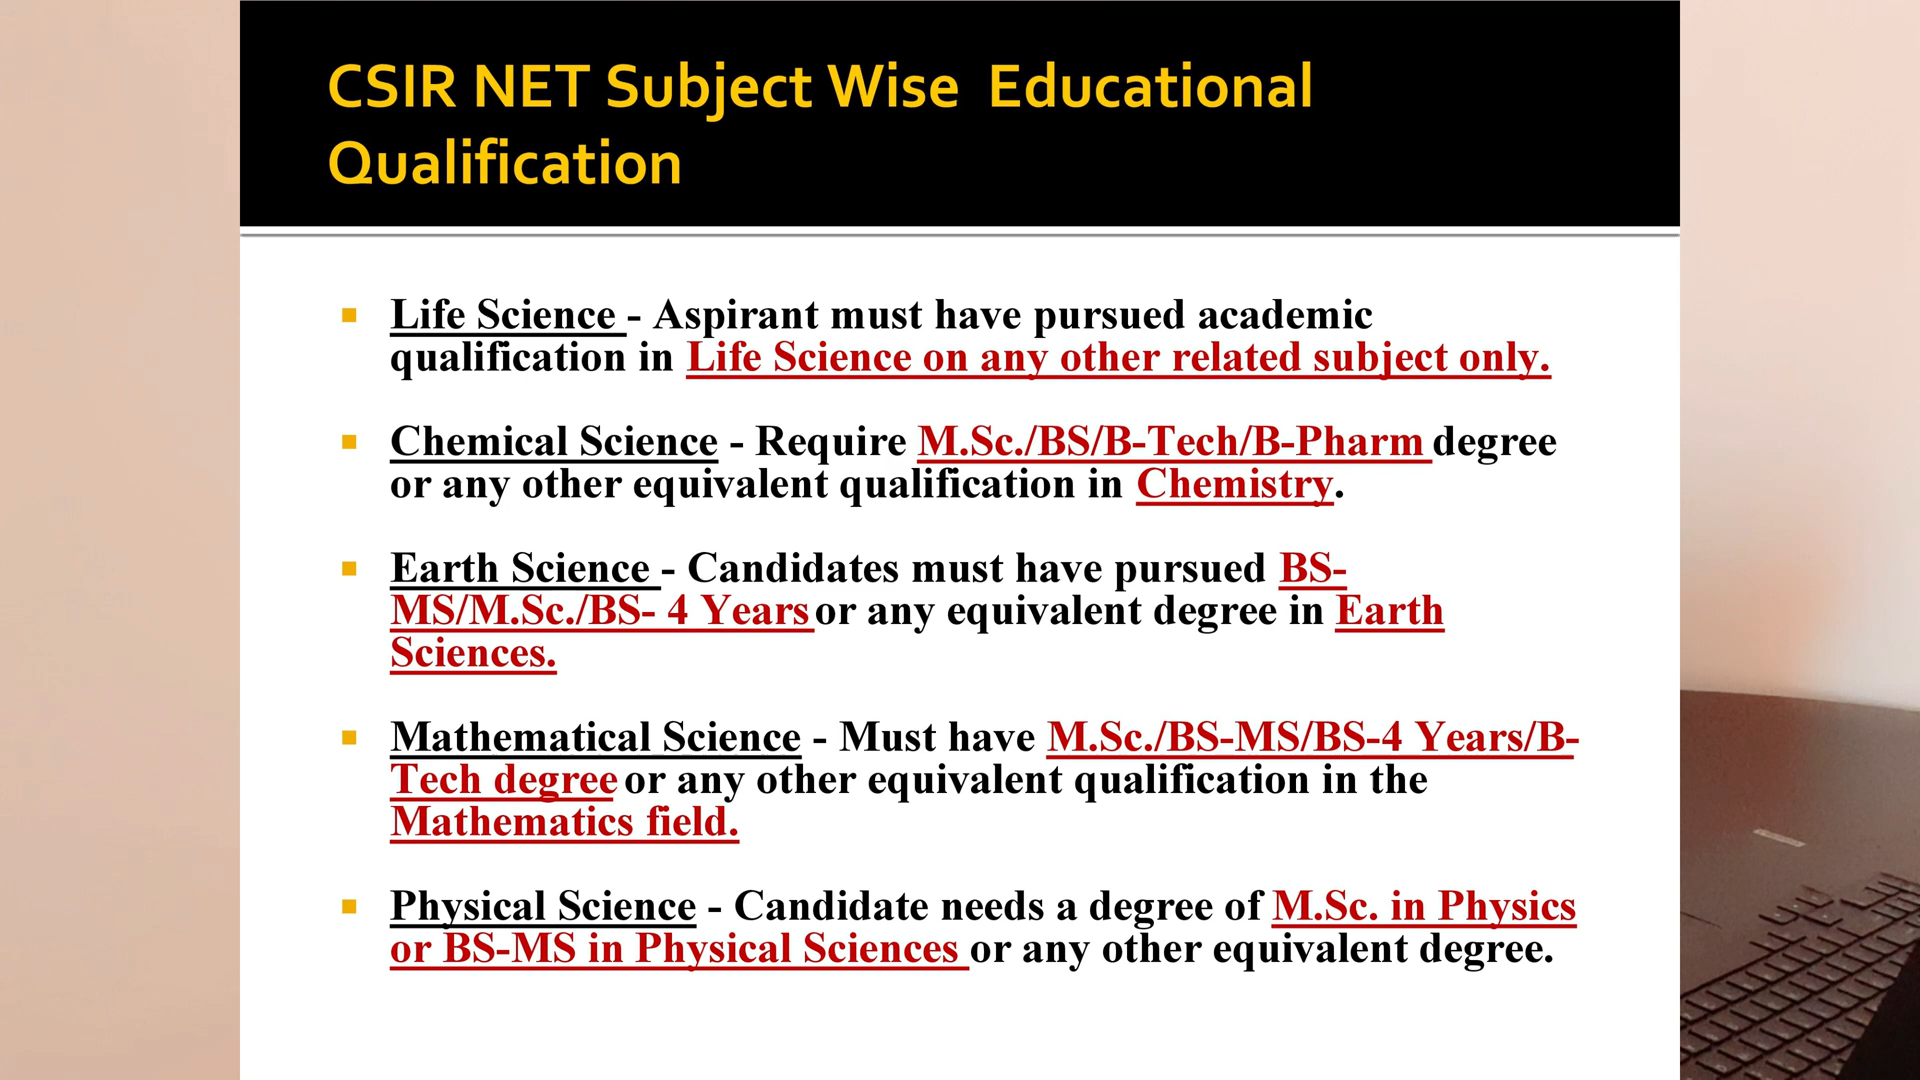 CSIR NET Subject Wise Educational
Qualification
Life Science - Aspirant must have pursued academic
qualification in Life Science on any other related subject only.
Chemical Science - Require M.Sc./BS/B-Tech/B-Pharm degree
or any other equivalent qualification in Chemistry.
Earth Science - Candidates must have pursued BS-
MS/M.Sc./BS- 4 Years or any equivalent degree in Earth
Sciences.
Mathematical Science - Must have M.Sc./BS-MS/BS-4 Years/B-
Tech degree or any other equivalent qualification in the
Mathematics field.
Physical Science - Candidate needs a degree of M.Sc. in Physics
or BS-MS in Physical Sciences or any other equivalent degree.